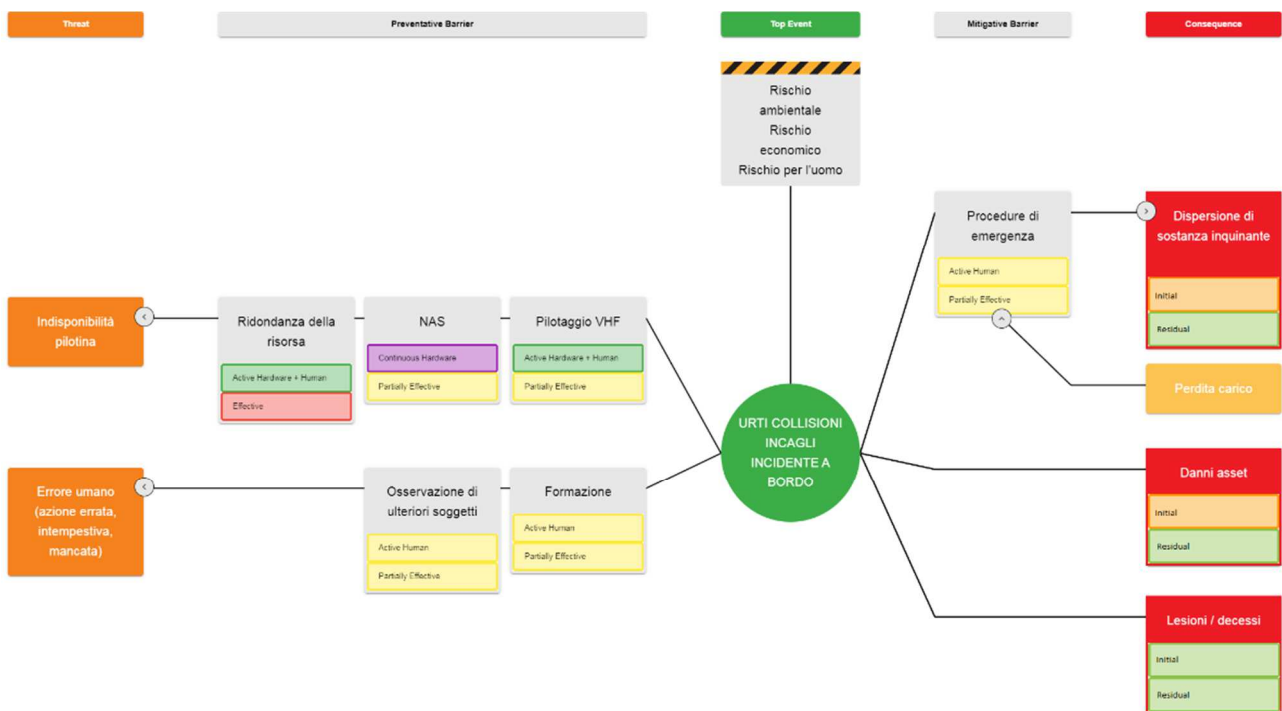 Threat
Preventative Barrier
Top Event
Mitigative Barrier
Consequence
Rischio
ambientale
Rischio
economico
Rischio per l'uomo
Procedure di
emergenza
Active Human
Partially Effective
Dispersione di
sostanza inquinante
Initial
Residual
Indisponibilità
pilotina
Ridondanza della
risorsa
Active Hardware + Human
Effective
NAS
Continuous Hardware
Partially Effective
Pilotaggio VHF
Active Hardware + Human
Partially Effective
Perdita carico
URTI COLLISIONI
INCAGLI
INCIDENTE A
BORDO
Errore umano
(azione errata,
intempestiva,
mancata)
Osservazione di
ulteriori soggetti
Active Human
Partially Effective
Formazione
Active Human
Partially Effective
Danni asset
Initial
Residual
Lesioni / decessi
Initial
Residual